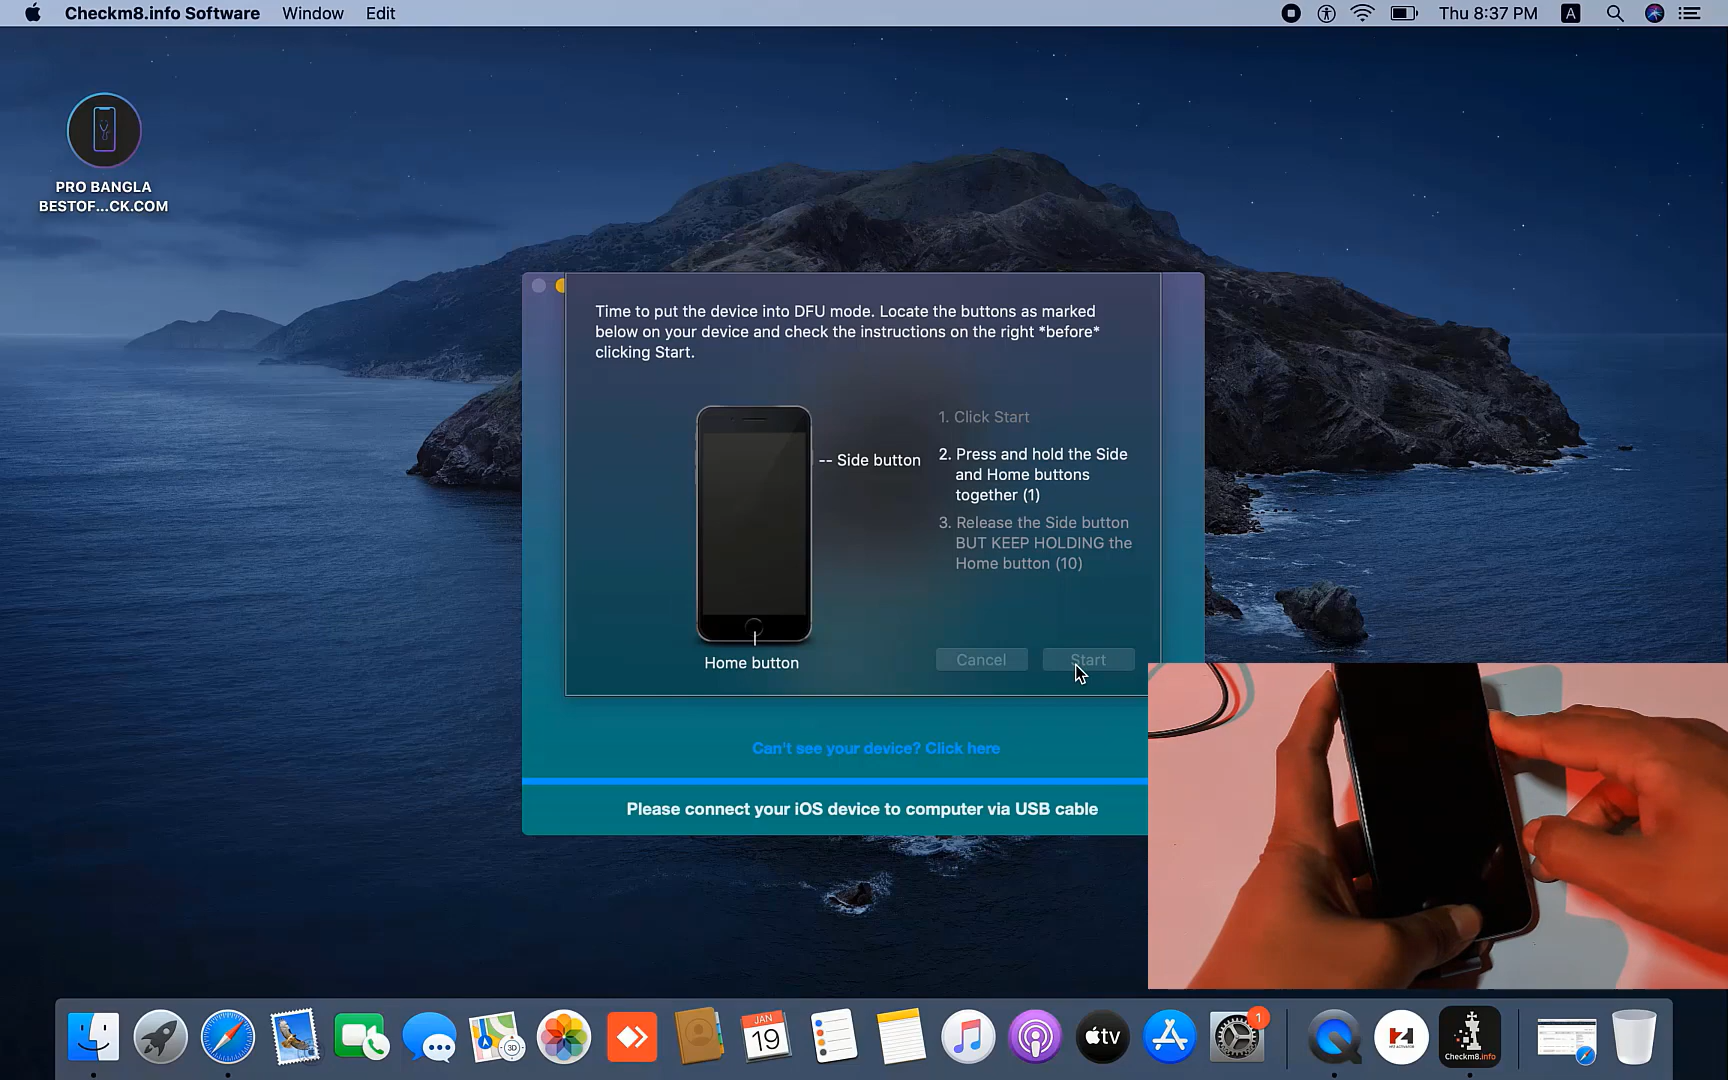 Checkm8.info Software Window Edit
Thu 8:37 PM A
PRO BANGLA
BESTOF...CK.COM
Time to put the device into DFU mode. Locate the buttons as marked
below on your device and check the instructions on the right *before*
clicking Start.
1. Click Start
-- Side button
2. Press and hold the Side
and Home buttons
together (1)
3. Release the Side button
BUT KEEP HOLDING the
Home button (10)
Home button
Cancel Start
Can't see your device? Click here
Please connect your iOS device to computer via USB cable
3D
JAN
19
tv
1
Checkm8.info